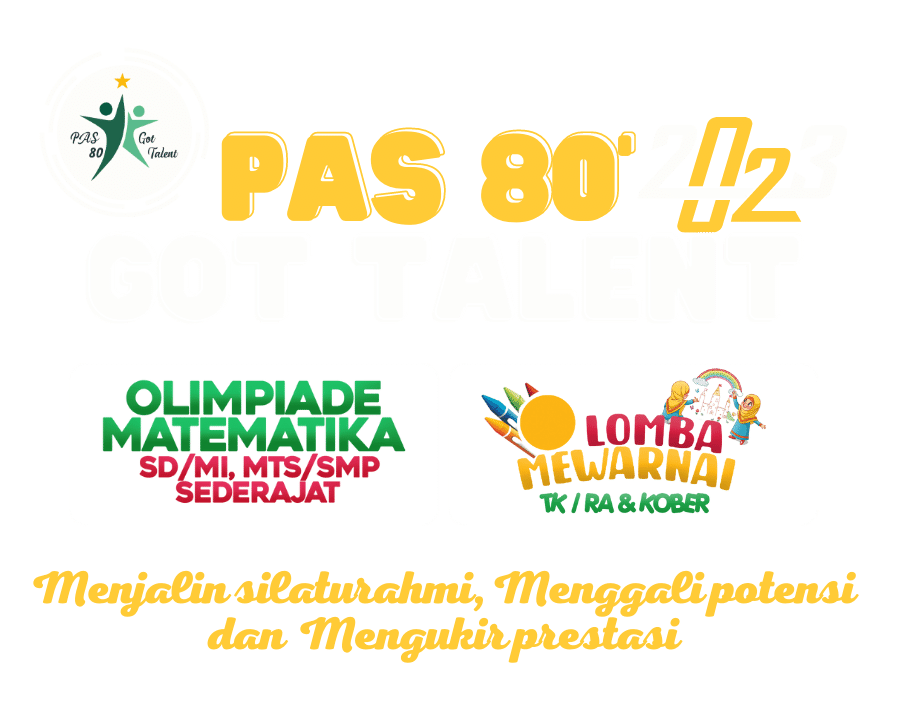 PAS
80
Got
Talent
PAS 80' 02
GOT TALENT
OLIMPIADE
MATEMATIKA
SD/MI, MTS/SMP
SEDERAJAT
LOMBA
MEWARNAI
TK / RA & KOBER
Menjalin silaturahmi, Menggali potensi
dan Mengukir prestasi